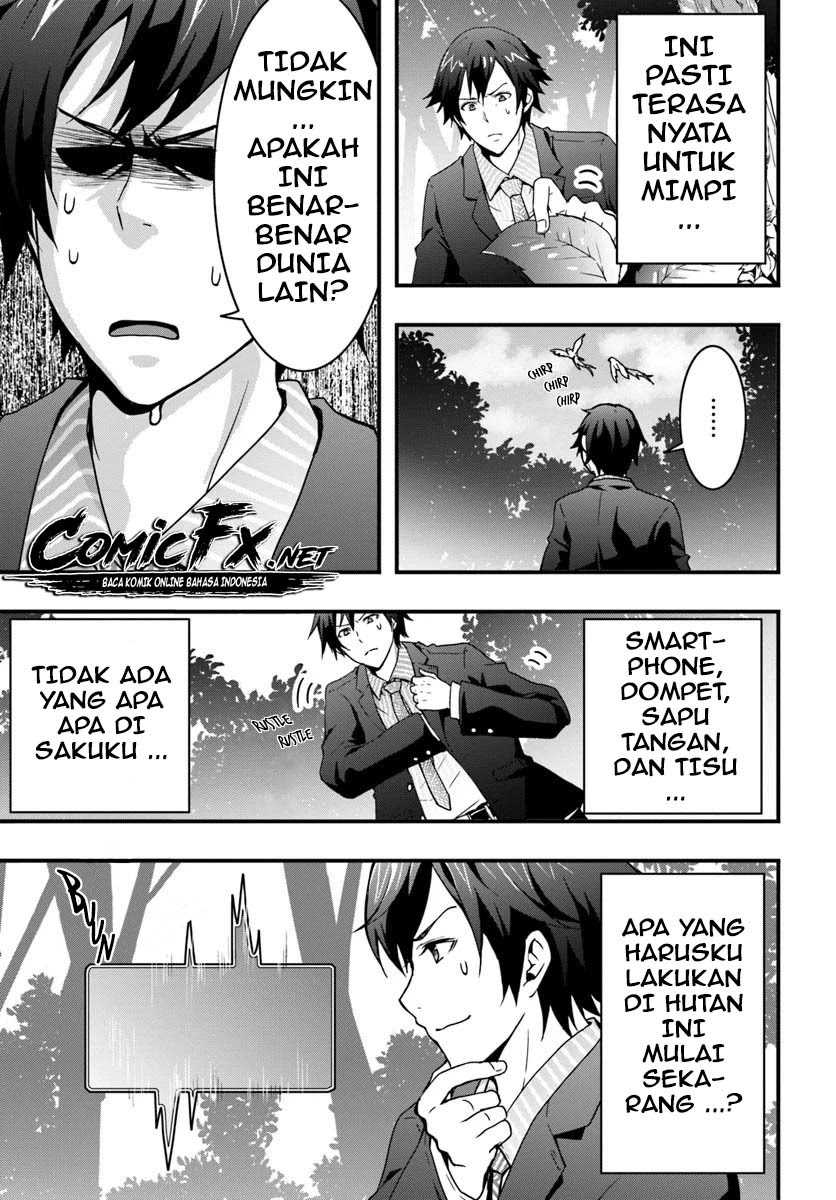 INI
PASTI
TERASA
NYATA
UNTUK
MIMPI
...
.......
CHIRP
CHIRP
CHIRP
TIDAK
MUNGKIN
...
APAKAH
INI
BENAR-
BENAR
DUNIA
LAIN?
COMICFX.NET
BACA KOMIK ONLINE BAHASA INDONESIA
SMART-
PHONE,
DOMPET,
SAPU
TANGAN,
DAN TISU
...
RUSTLE
RUSTLE
TIDAK ADA
YANG APA
APA DI
SAKUKU ...
APA YANG
HARUSKU
LAKUKAN
DI HUTAN
INI
MULAI
SEKA-
RANG ...?
BUUN